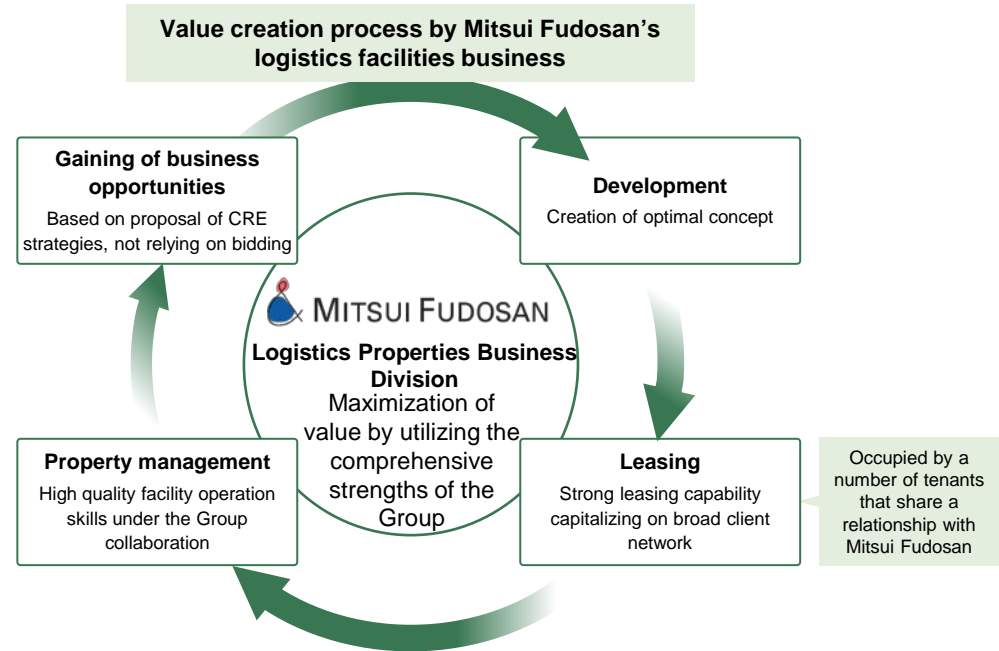 Value creation process by Mitsui Fudosan's
logistics facilities business
Gaining of business
opportunities
Based on proposal of CRE
strategies, not relying on bidding
Development
Creation of optimal concept
MITSUI FUDOSAN
Logistics Properties Business
Division
Maximization of
value by utilizing the
comprehensive
strengths of the
Group
Property management
High quality facility operation
skills under the Group
collaboration
Leasing
Strong leasing capability
capitalizing on broad client
network
Occupied by a
number of tenants
that share a
relationship with
Mitsui Fudosan